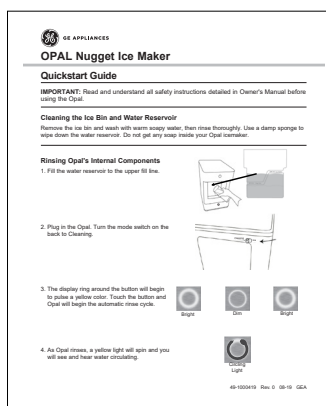 GE APPLIANCES
OPAL Nugget Ice Maker
Quickstart Guide
IMPORTANT: Read and understand all safety instructions detailed in Owner's Manual before
using the Opal.
Cleaning the Ice Bin and Water Reservoir
Remove the ice bin and wash with warm soapy water, then rinse thoroughly. Use a damp sponge to
wipe down the water reservoir. Do not get any soap inside your Opal icemaker.
Rinsing Opal's Internal Components
1. Fill the water reservoir to the upper fill line.
2. Plug in the Opal. Turn the mode switch on the
back to Cleaning.
3. The display ring around the button will begin
to pulse a yellow color. Touch the button and
Opal will begin the automatic rinse cycle.
Bright
Dim
Bright
4. As Opal rinses, a yellow light will spin and you
will see and hear water circulating.
Circling
Light
49-1000419 Rev. 0 08-19 GEA